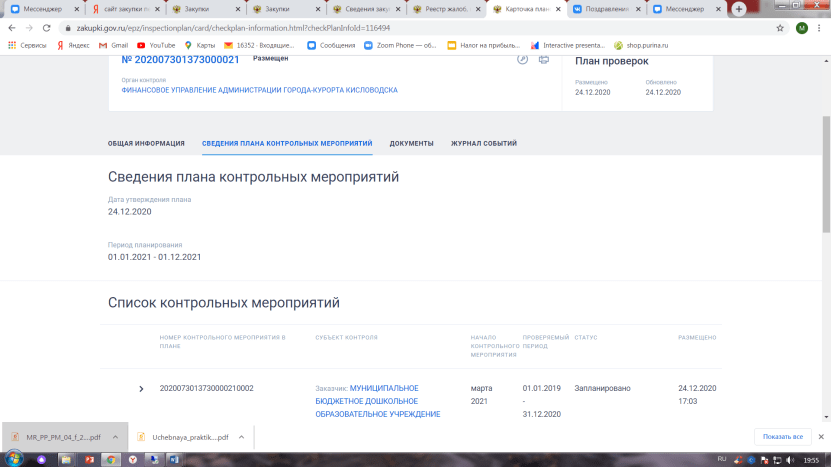 Мессенджер
сайт закупки
Закупки
Закупки
Сведения закуп
Реестр жалоб.
Карточка план
Поздравлени
Мессенджер
zakupki.gov.ru/epz/inspectionplan/card/checkplan-information.html?checkPlanInfoId=116494
Сервисы
Яндекс
Gmail
YouTube
Карты
16352 · Входящие...
Сообщения
Zoom Phone — об...
Налог на прибыль...
Interactive presenta...
shop.purina.ru
№ 202007301373000021 Размещен
ОРГАН КОНТРОЛЯ
ФИНАНСОВОЕ УПРАВЛЕНИЕ АДМИНИСТРАЦИИ ГОРОДА-КУРОРТА КИСЛОВОДСКА
План проверок
Размещено Обновлено
24.12.2020 24.12.2020
ОБЩАЯ ИНФОРМАЦИЯ СВЕДЕНИЯ ПЛАНА КОНТРОЛЬНЫХ МЕРОПРИЯТИЙ ДОКУМЕНТЫ ЖУРНАЛ СОБЫТИЙ
Сведения плана контрольных мероприятий
Дата утверждения плана
24.12.2020
Период планирования
01.01.2021 - 01.12.2021
Список контрольных мероприятий
НОМЕР КОНТРОЛЬНОГО МЕРОПРИЯТИЯ В ПЛАНЕ
СУБЪЕКТ КОНТРОЛЯ
НАЧАЛО КОНТРОЛЬНОГО МЕРОПРИЯТИЯ
ПРОВЕРЯЕМЫЙ ПЕРИОД
СТАТУС
РАЗМЕЩЕНО
2020073013730000210002
Заказчик: МУНИЦИПАЛЬНОЕ
БЮДЖЕТНОЕ ДОШКОЛЬНОЕ
ОБРАЗОВАТЕЛЬНОЕ УЧРЕЖДЕНИЕ
марта
2021
01.01.2019
-
31.12.2020
Запланировано
24.12.2020
17:03
MR_PP_PM_04_f_2....pdf
Uchebnaya_praktik....pdf
Показать все
RU
19:55